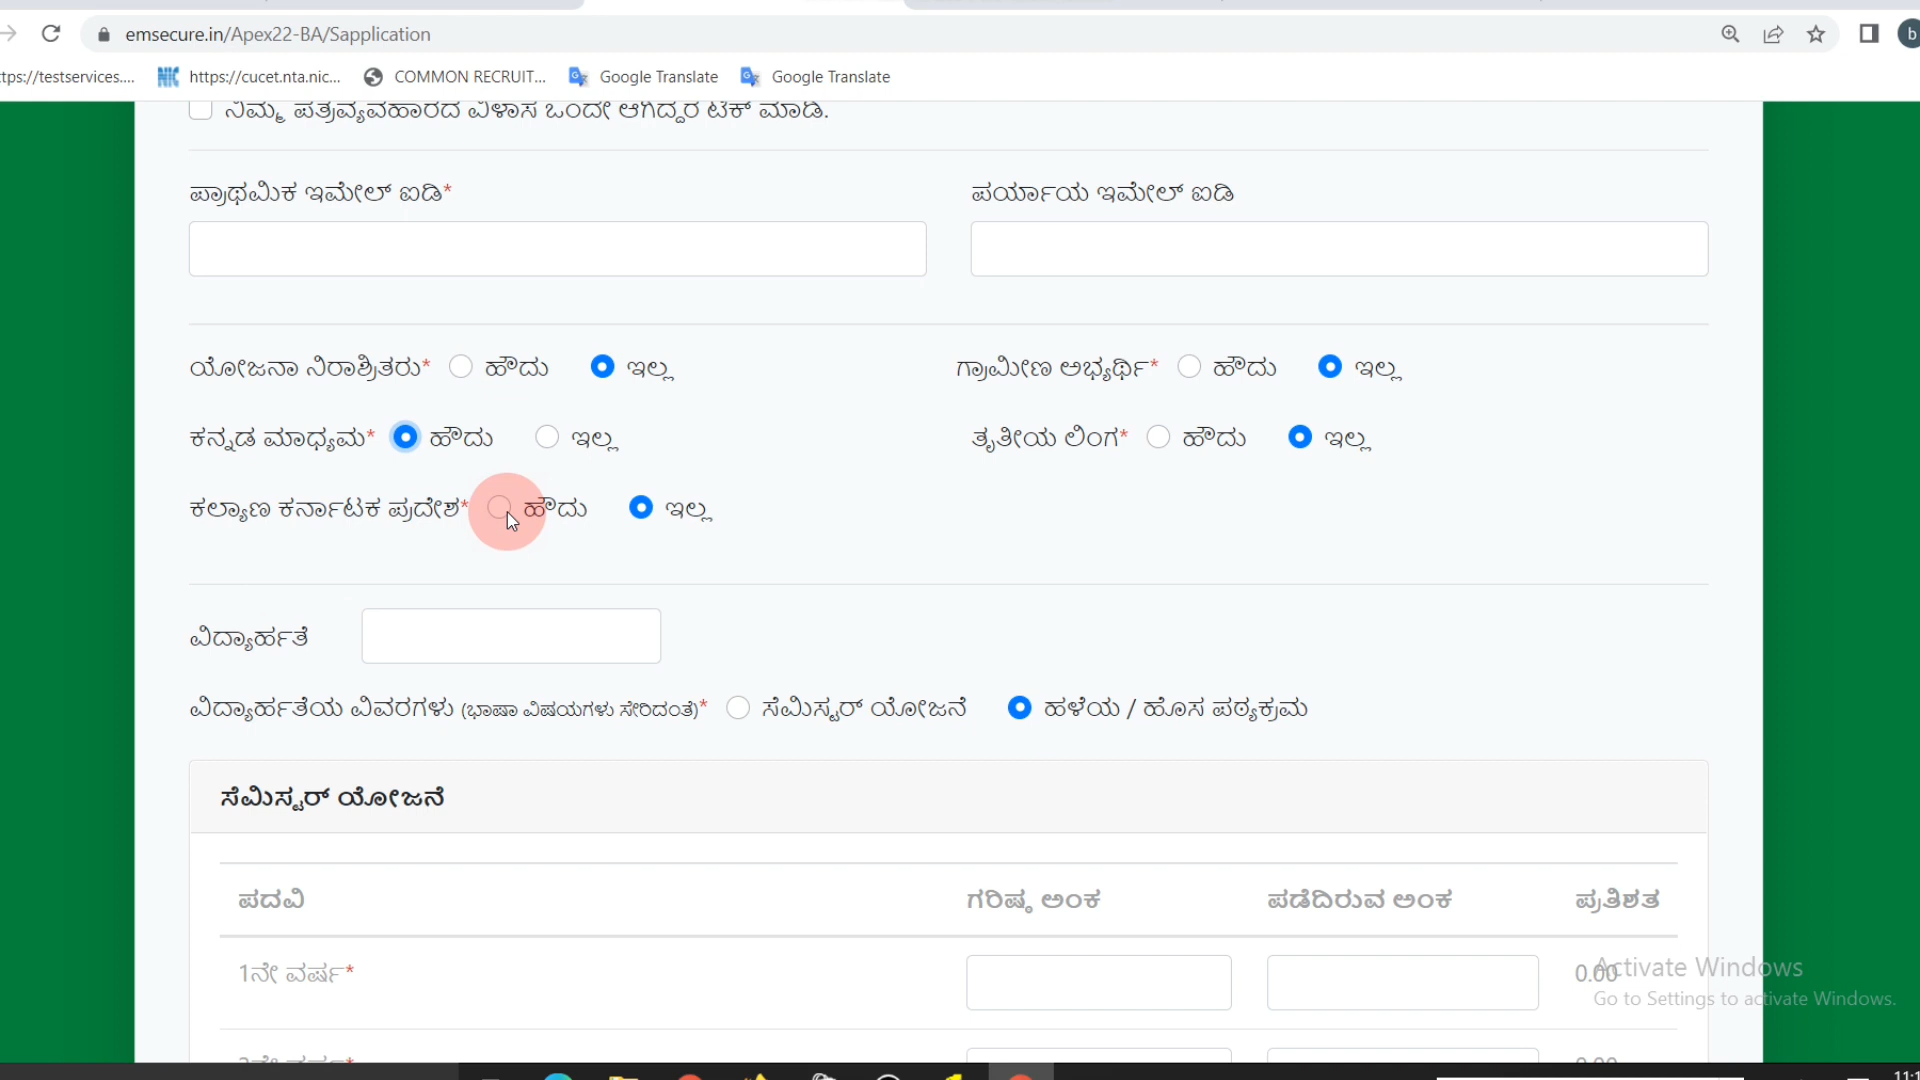 emsecure.in/Apex22-BA/Sapplication
b
ttps://testservices.... https://cucet.nta.nic... COMMON RECRUIT... Google Translate Google Translate
ನಿಮ್ಮ ಪತ್ರವ್ಯವಹಾರದ ವಿಳಾಸ ಒಂದೇ ಆಗಿದ್ದರೆ ಟಿಕ್ ಮಾಡಿ.
ಪ್ರಾಥಮಿಕ ಇಮೇಲ್ ಐಡಿ* ಪರ್ಯಾಯ ಇಮೇಲ್ ಐಡಿ
ಯೋಜನಾ ನಿರಾಶ್ರಿತರು* ಹೌದು ಇಲ್ಲ ಗ್ರಾಮೀಣ ಅಭ್ಯರ್ಥಿ* ಹೌದು ಇಲ್ಲ
ಕನ್ನಡ ಮಾಧ್ಯಮ* ಹೌದು ಇಲ್ಲ ತೃತೀಯ ಲಿಂಗ* ಹೌದು ಇಲ್ಲ
ಕಲ್ಯಾಣ ಕರ್ನಾಟಕ ಪ್ರದೇಶ* ಹೌದು ಇಲ್ಲ
ವಿದ್ಯಾರ್ಹತೆ
ವಿದ್ಯಾರ್ಹತೆಯ ವಿವರಗಳು (ಭಾಷಾ ವಿಷಯಗಳು ಸೇರಿದಂತೆ)* ಸೆಮಿಸ್ಟರ್ ಯೋಜನೆ ಹಳೆಯ / ಹೊಸ ಪಠ್ಯಕ್ರಮ
ಸೆಮಿಸ್ಟರ್ ಯೋಜನೆ
ಪದವಿ ಗರಿಷ್ಠ ಅಂಕ ಪಡೆದಿರುವ ಅಂಕ ಪ್ರತಿಶತ
1ನೇ ವರ್ಷ* 0.00
Activate Windows
Go to Settings to activate Windows.